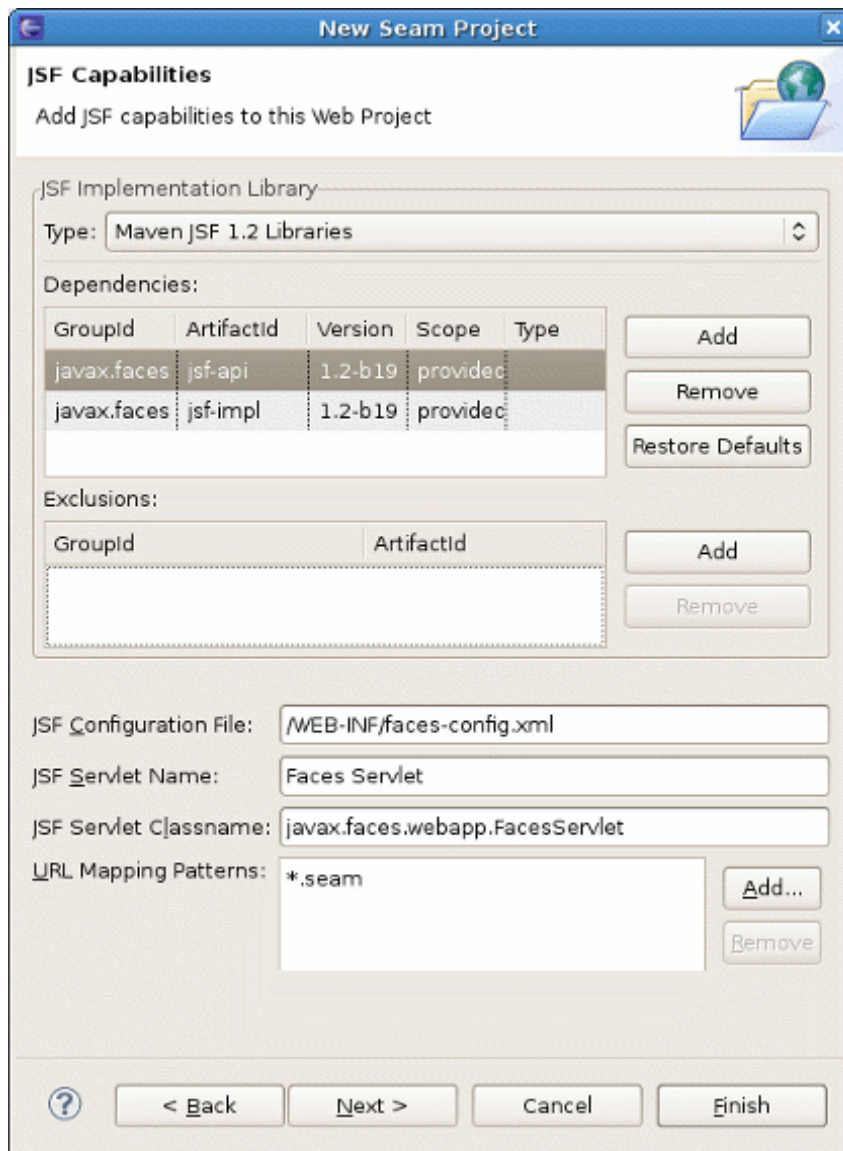 New Seam Project
JSF Capabilities
Add JSF capabilities to this Web Project
JSF Implementation Library
Type: Maven JSF 1.2 Libraries
Dependencies:
GroupId ArtifactId Version Scope Type
Add
javax.faces jsf-api 1.2-b19 providec
Remove
javax.faces jsf-impl 1.2-b19 providec
Restore Defaults
Exclusions:
GroupId ArtifactId
Add
Remove
JSF Configuration File: /WEB-INF/faces-config.xml
JSF Servlet Name: Faces Servlet
JSF Servlet Classname: javax.faces.webapp.FacesServlet
URL Mapping Patterns: *.seam
Add...
Remove
? < Back Next > Cancel Finish